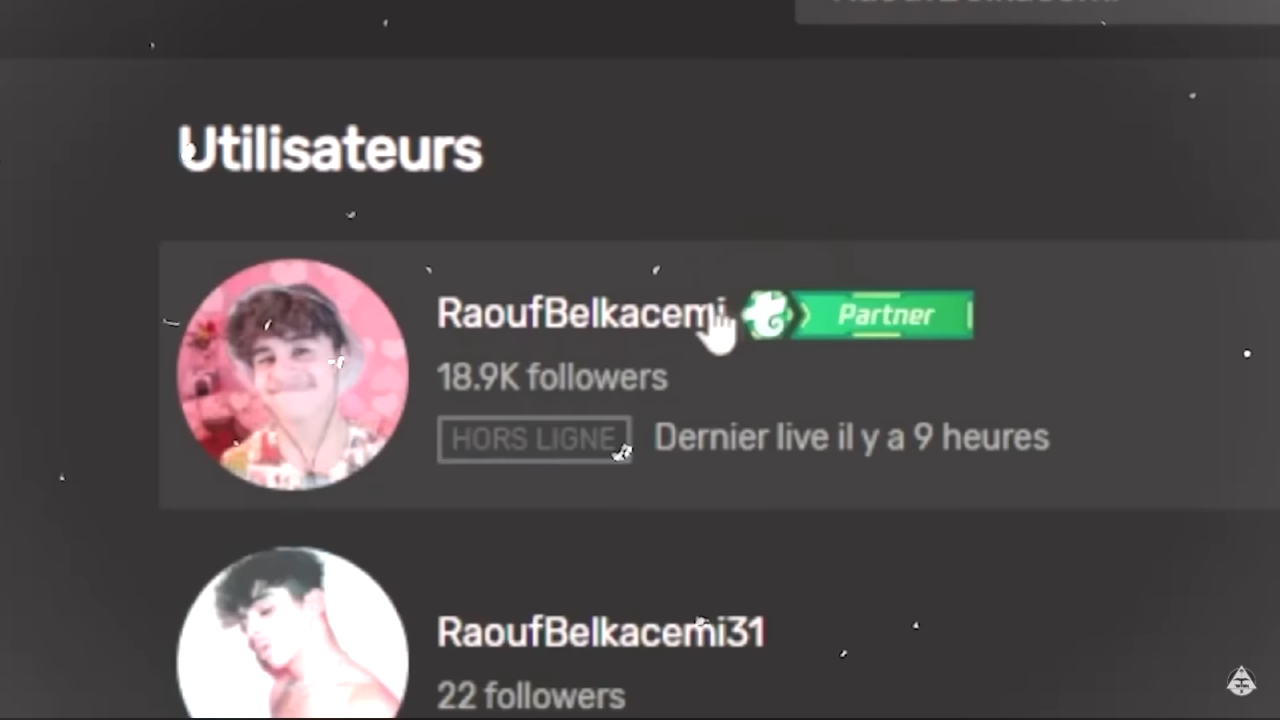 Utilisateurs
RaoufBelkacemi Partner
18.9K followers
HORS LIGNE Dernier live il y a 9 heures
RaoufBelkacemi31
22 followers